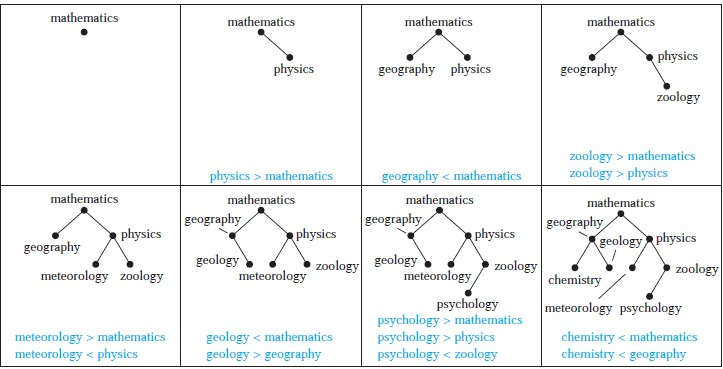 mathematics
mathematics
physics
physics > mathematics
mathematics
geography physics
geography < mathematics
mathematics
physics
geography
zoology
zoology > mathematics
zoology > physics
mathematics
physics
geography
meteorology zoology
meteorology > mathematics
meteorology < physics
mathematics
geography
physics
geology
zoology
meteorology
geology < mathematics
geology > geography
mathematics
geography
physics
geology
zoology
meteorology
psychology
psychology > mathematics
psychology > physics
psychology < zoology
mathematics
geography
geology
physics
zoology
chemistry
meteorology psychology
chemistry < mathematics
chemistry < geography